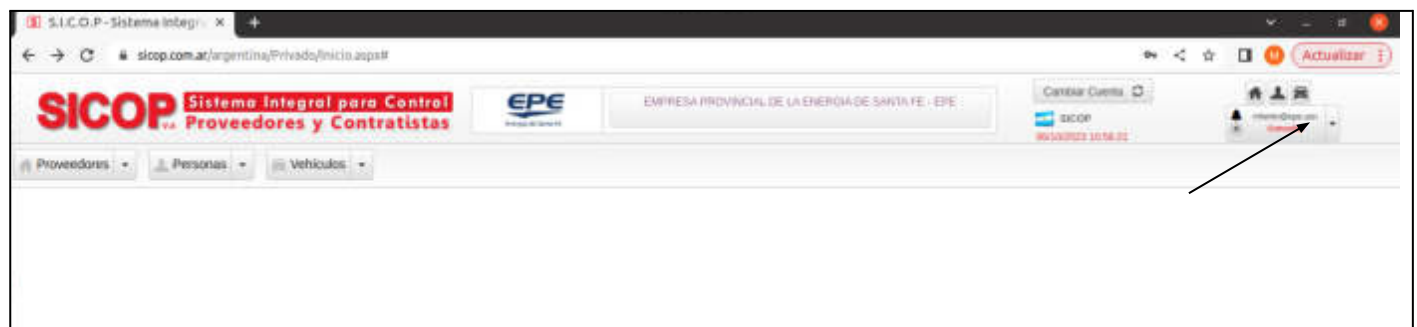 S.I.C.O.P - Sistema Integr
sicop.com.ar/argentina/Privado/Inicio.aspx#
Actualizar
SICOP
Sistema Integral para Control
Proveedores y Contratistas
EPE
EMPRESA PROVINCIAL DE LA ENERGIA DE SANTA FE - EPE
Cambiar Cuenta
SICOP
Proveedores
Personas
Vehículos